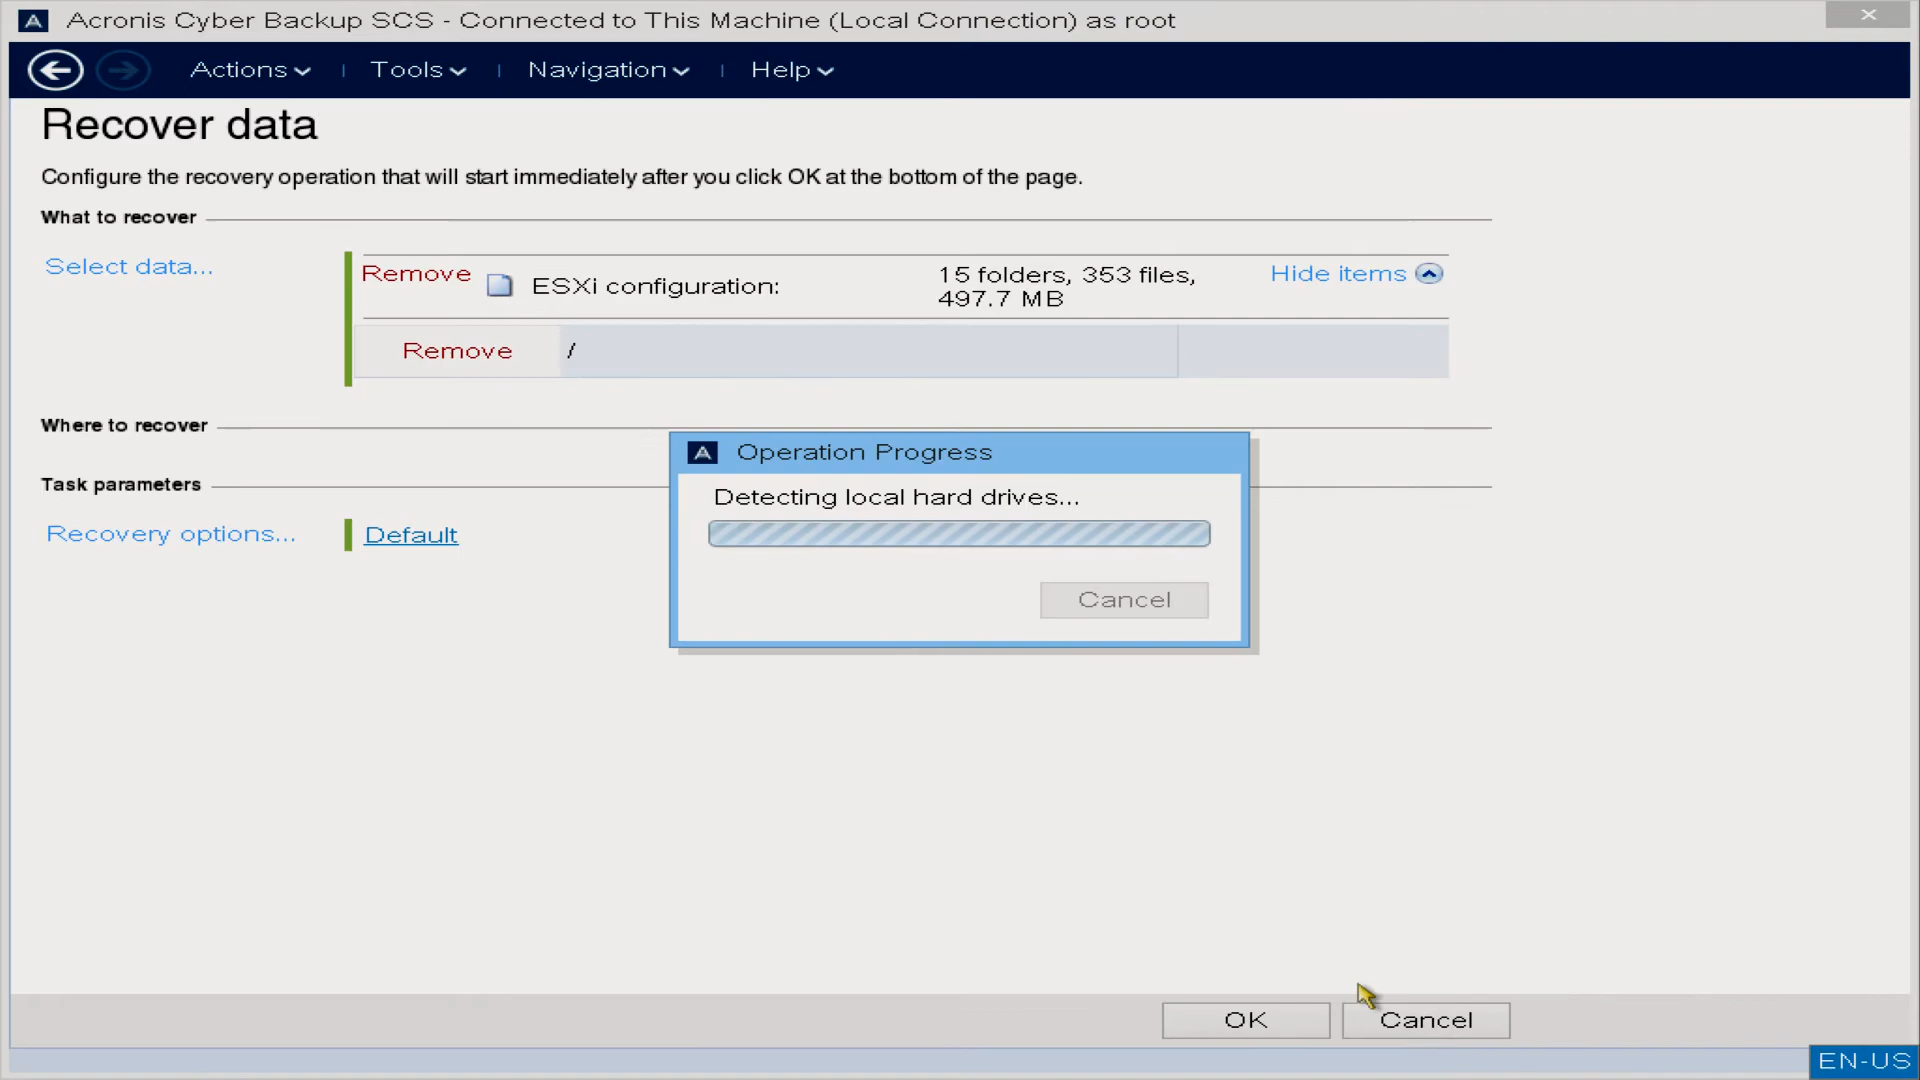 Acronis Cyber Backup SCS - Connected to This Machine (Local Connection) as root
Actions | Tools | Navigation | Help
Recover data
Configure the recovery operation that will start immediately after you click OK at the bottom of the page.
What to recover
Select data...
Remove ESXi configuration: 15 folders, 353 files, 497.7 MB Hide items
Remove /
Where to recover
Task parameters
Recovery options... Default
Operation Progress
Detecting local hard drives...
Cancel
OK Cancel
EN-US